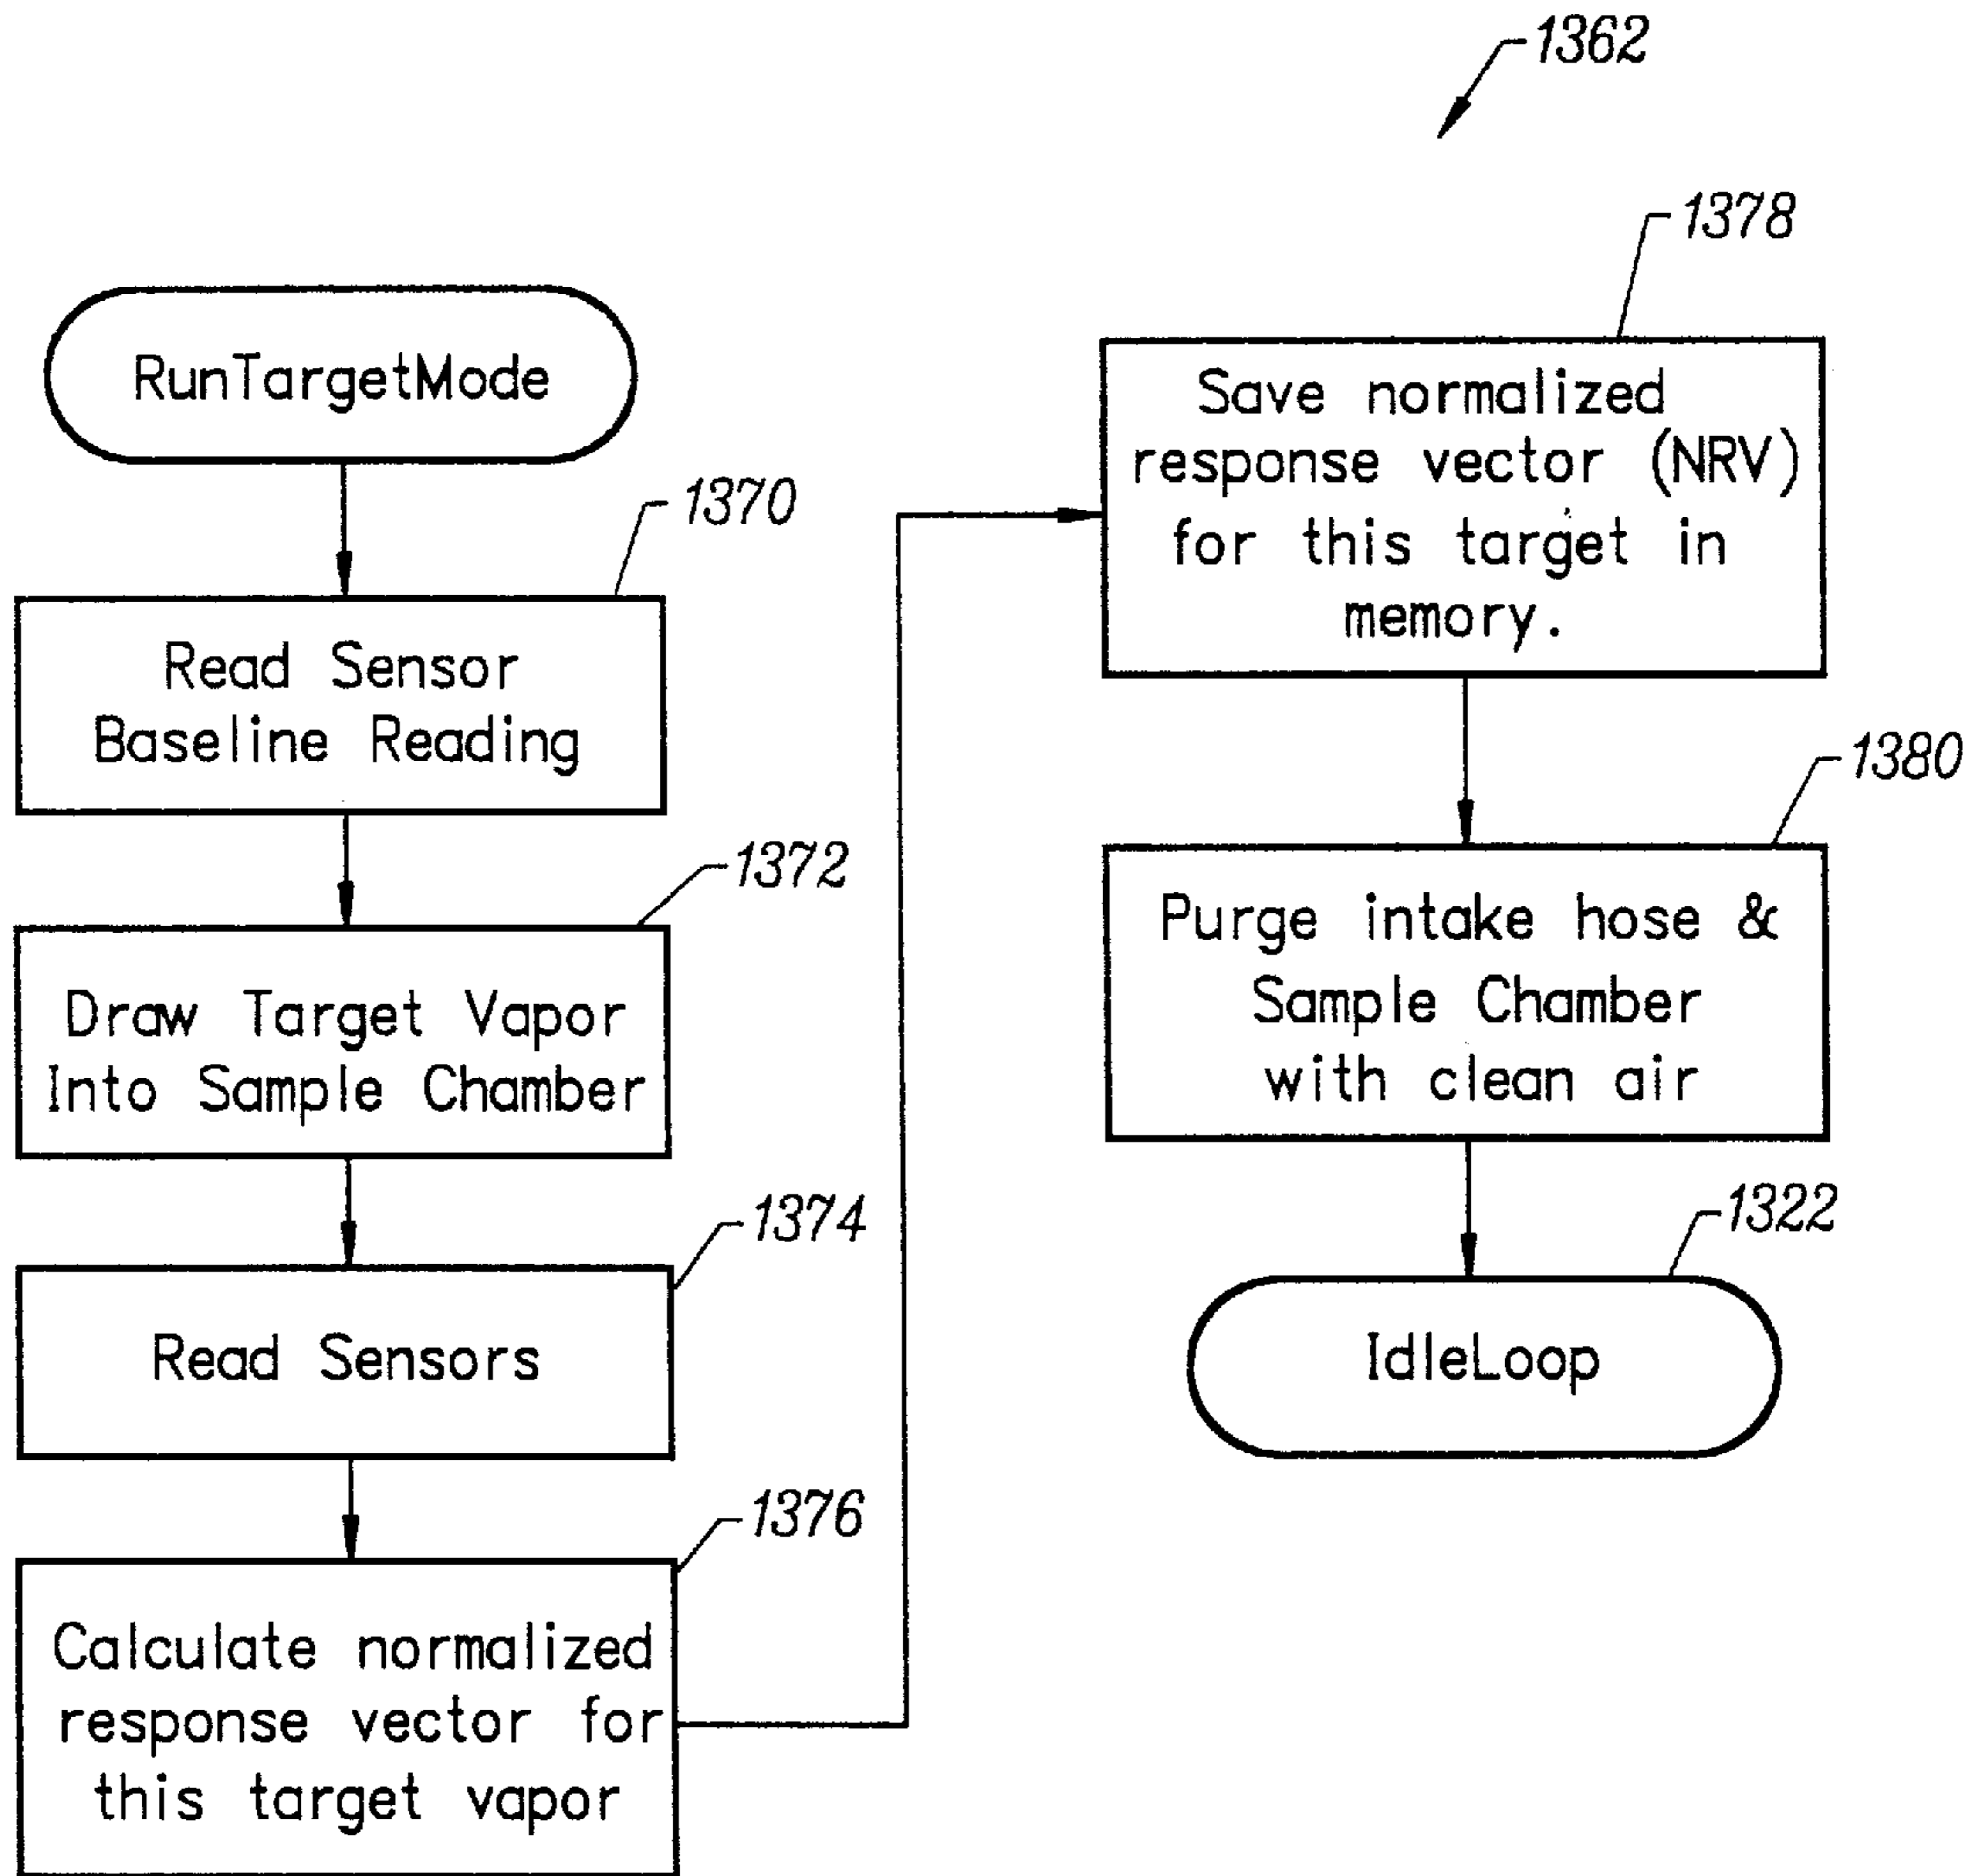 RunTargetMode
1370
Read Sensor
Baseline Reading
1372
Draw Target Vapor
Into Sample Chamber
1374
Read Sensors
1376
Calculate normalized
response vector for
this target vapor
1362
1378
Save normalized
response vector (NRV)
for this target in
memory.
1380
Purge intake hose &
Sample Chamber
with clean air
1322
IdleLoop